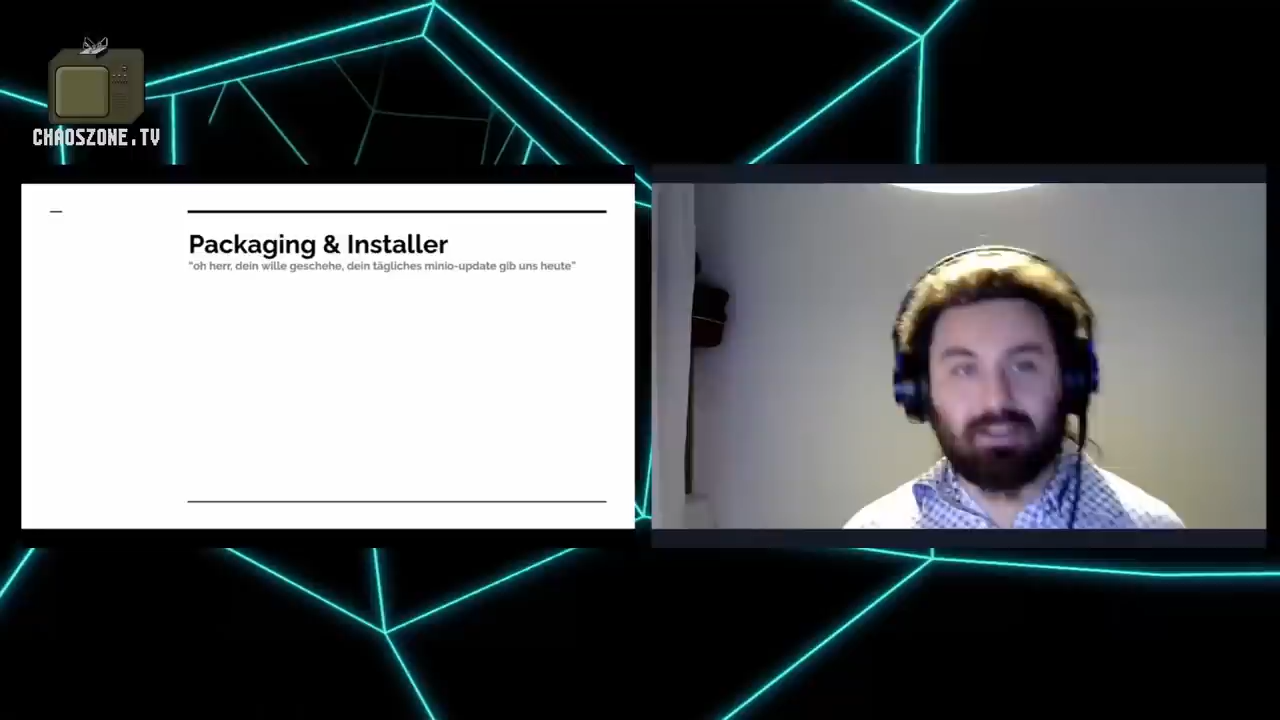 CHAOSZONE.TV
Packaging & Installer
"oh herr, dein wille geschehe, dein tägliches minio-update gib uns heute"